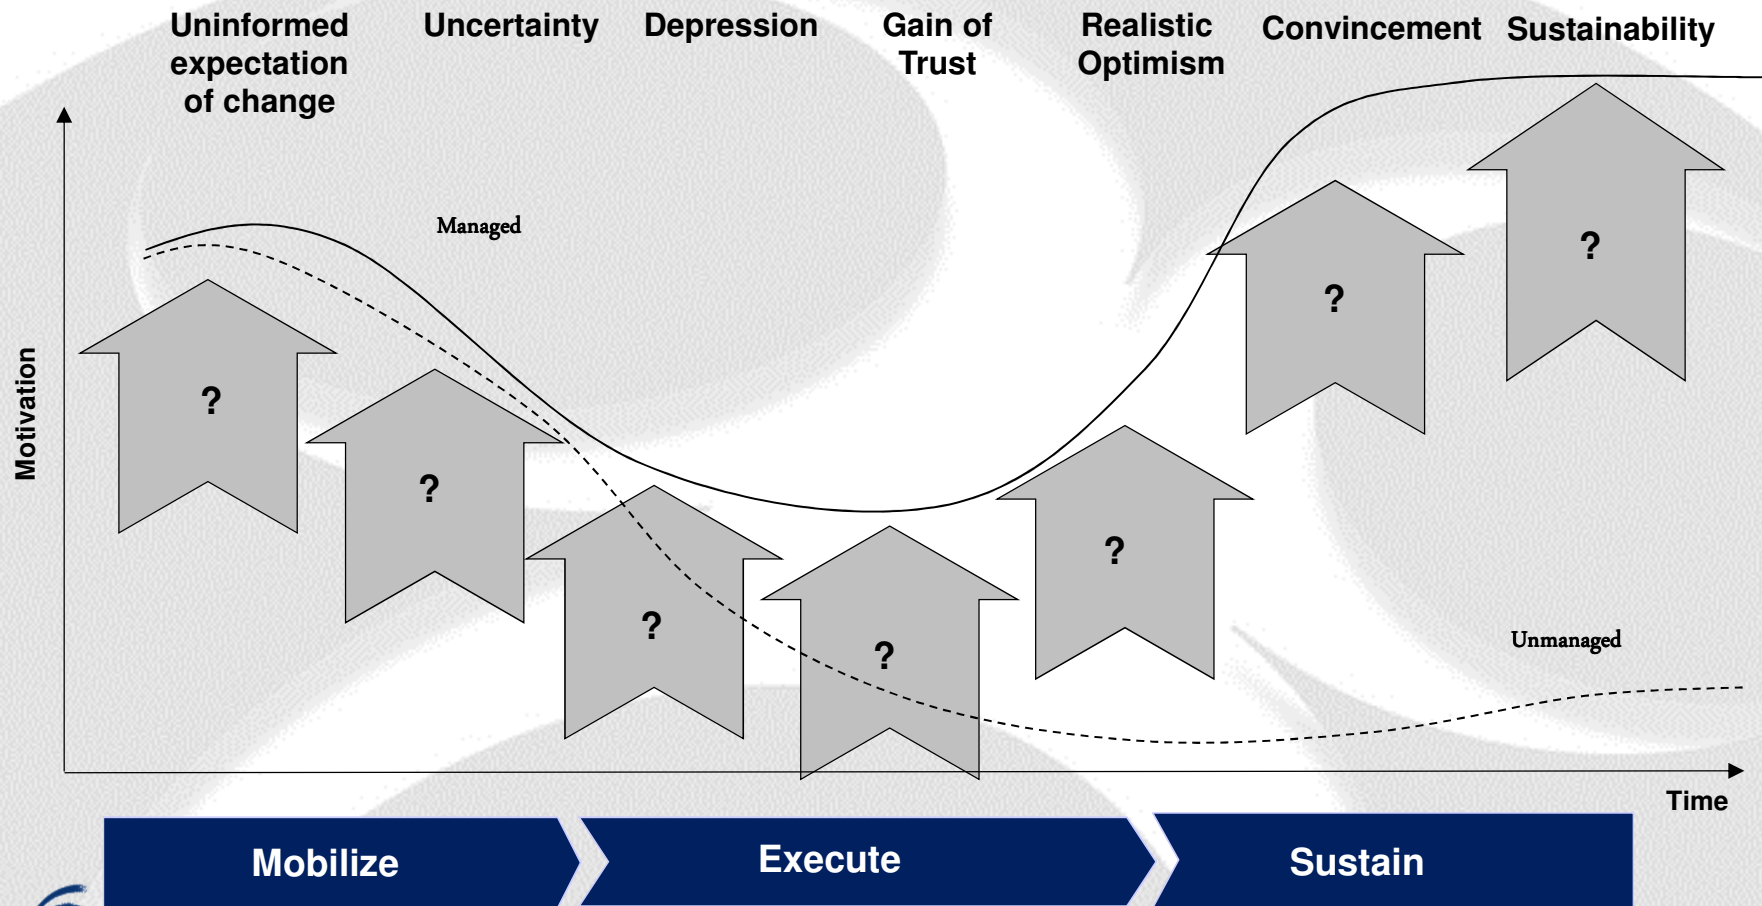 Uninformed
expectation
of change
Uncertainty
Depression
Gain of
Trust
Realistic
Optimism
Convincement
Sustainability
Motivation
Managed
?
?
?
?
?
?
?
Unmanaged
Time
Mobilize
Execute
Sustain